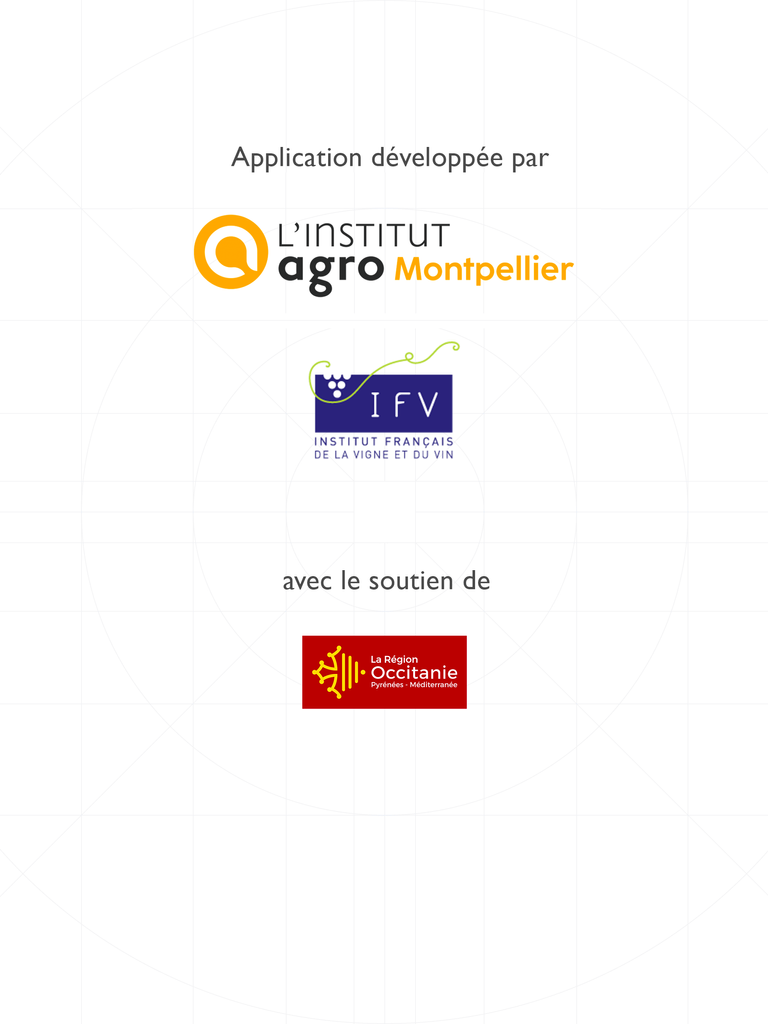 Application développée par
L'INSTITUT
agro Montpellier
IFV
INSTITUT FRANÇAIS
DE LA VIGNE ET DU VIN
avec le soutien de
La Région
Occitanie
Pyrénées - Méditerranée